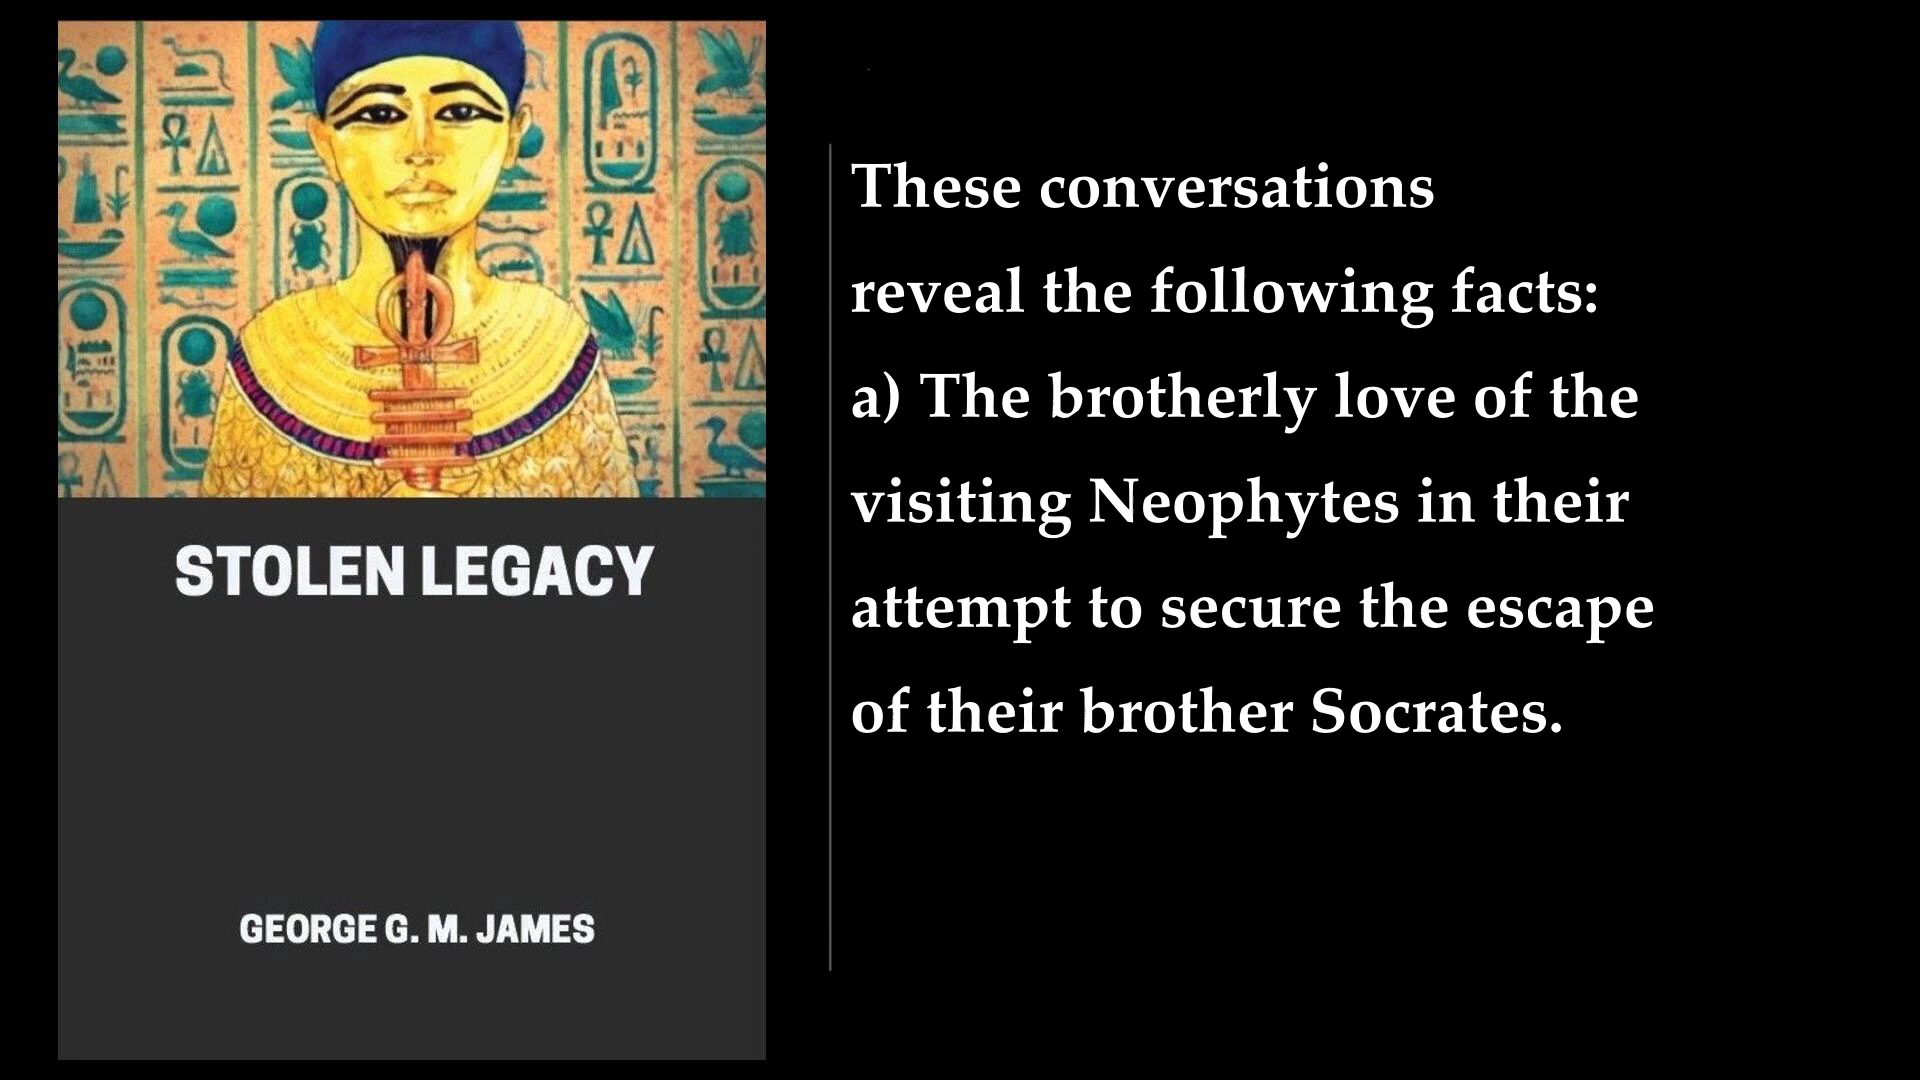 STOLEN LEGACY
GEORGE G. M. JAMES
These conversations
reveal the following facts:
a) The brotherly love of the
visiting Neophytes in their
attempt to secure the escape
of their brother Socrates.